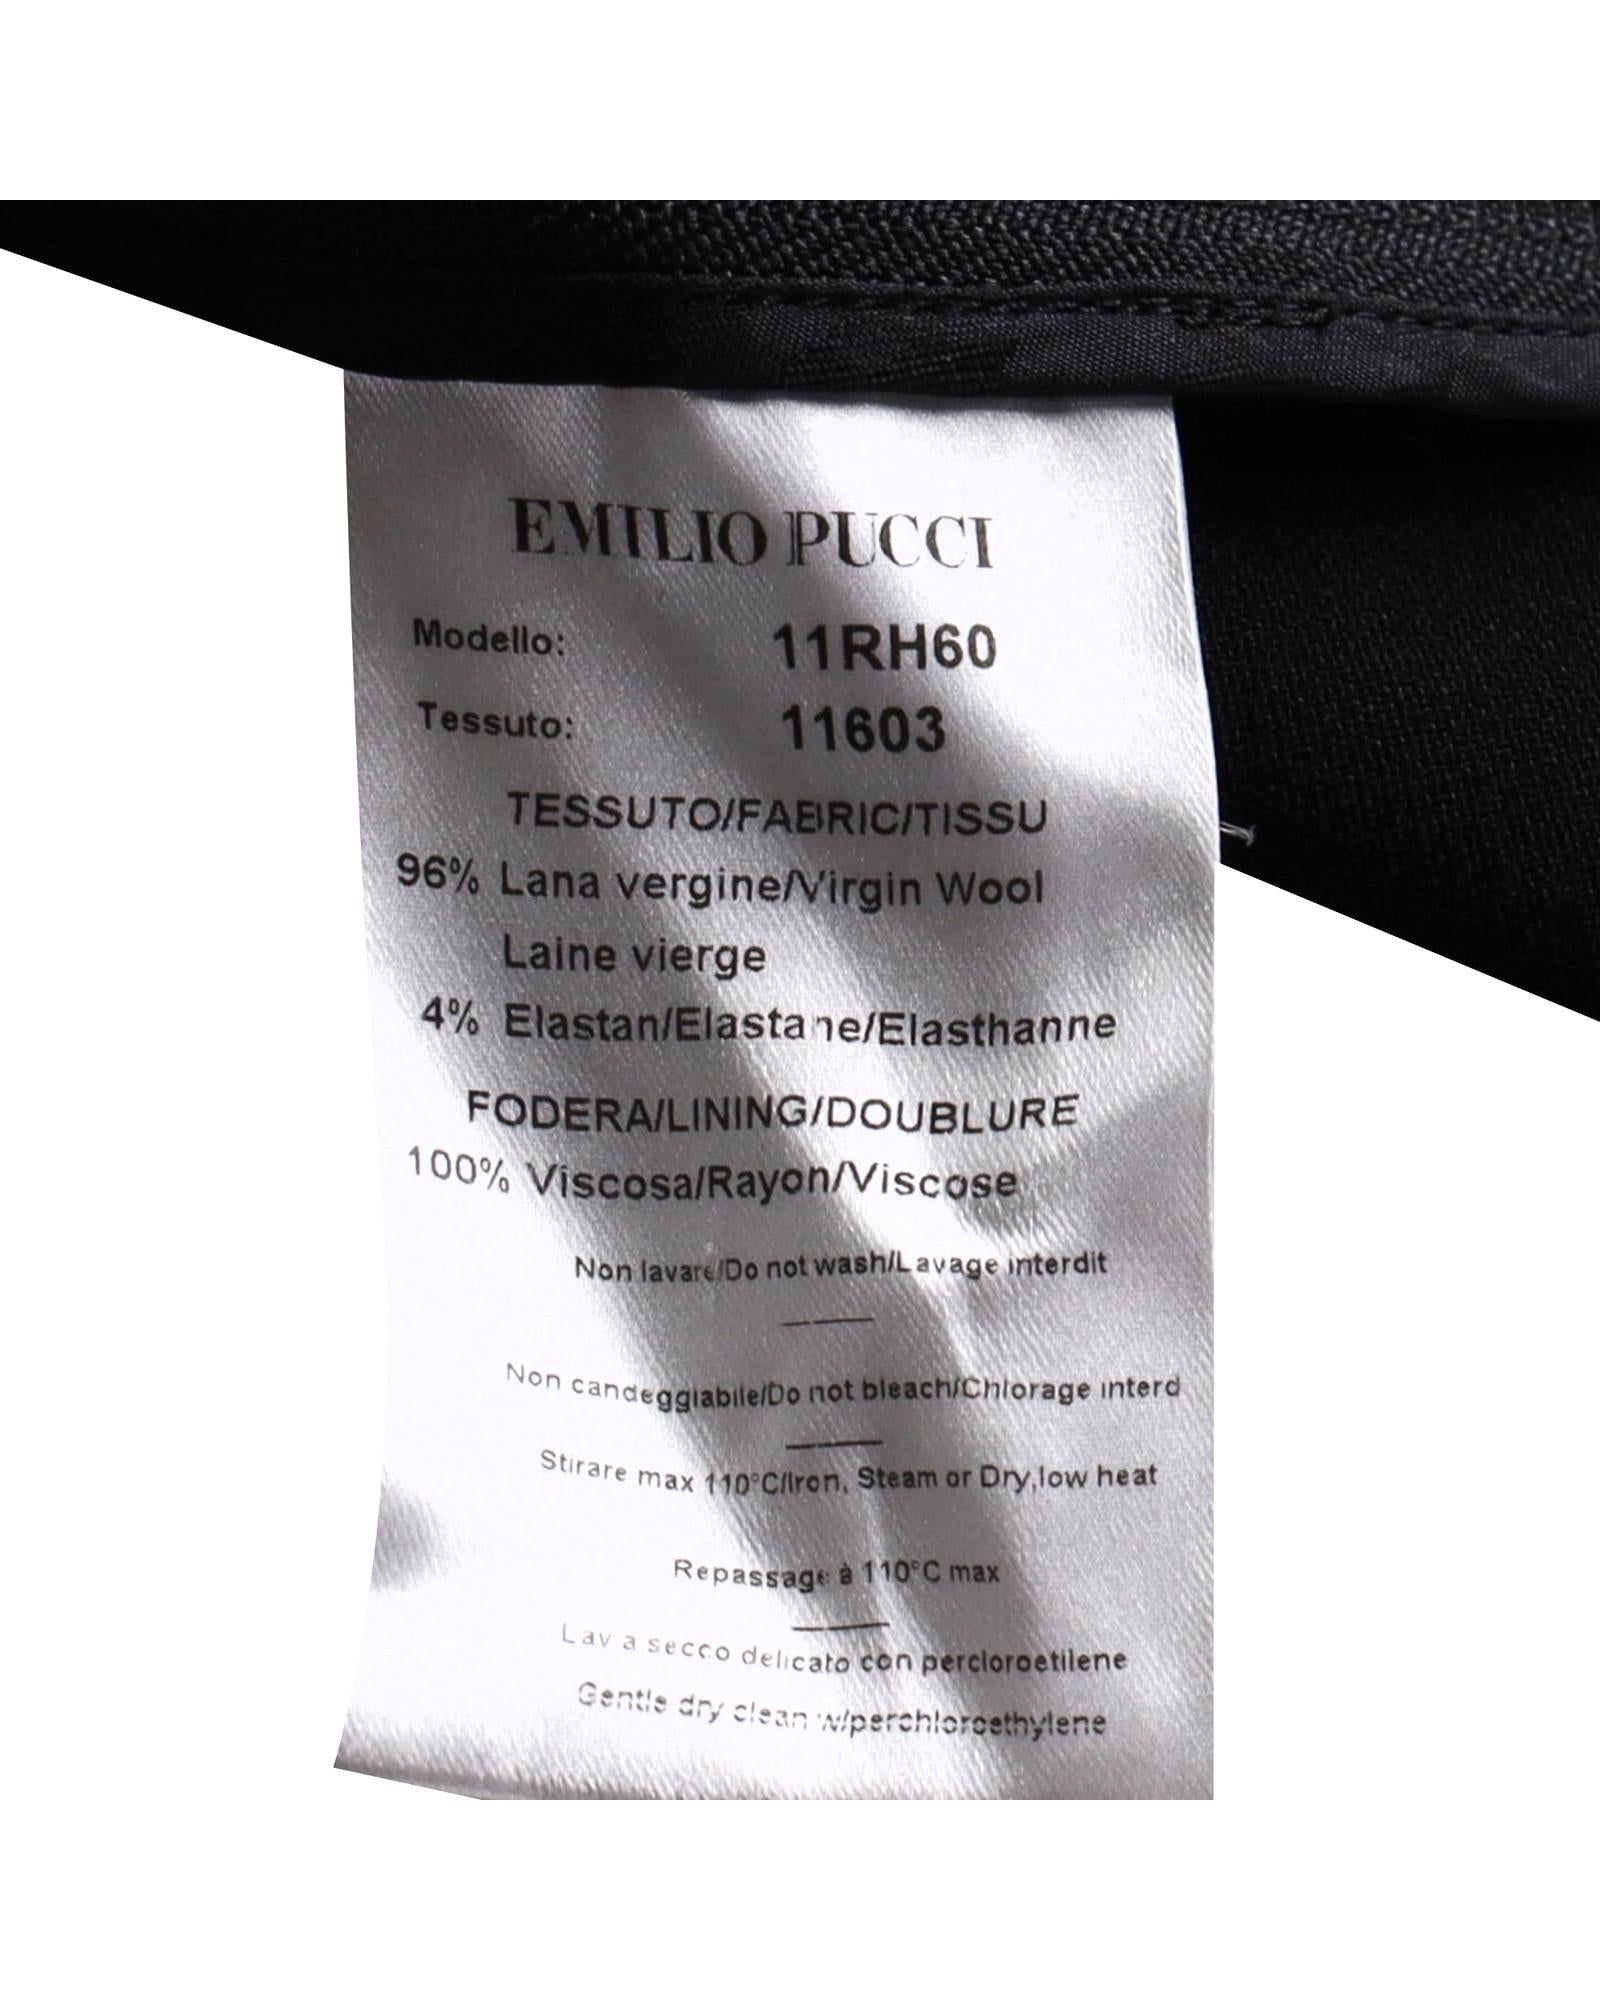 EMILIO PUCCI
Modello: 11RH60
Tessuto: 11603
TESSUTO/FABRIC/TISSU
96% Lana vergine/Virgin Wool
Laine vierge
4% Elastan/Elastane/Elasthanne
FODERA/LINING/DOUBLURE
100% Viscosa/Rayon/Viscose
Non lavare/Do not wash/Lavage interdit
Non candeggiabile/Do not bleach/Chlorage interd
Stirare max 110°C/Iron, Steam or Dry,low heat
Repassage à 110°C max
Lav a secco delicato con percloroetilene
Gentle dry clean w/perchloroethylene